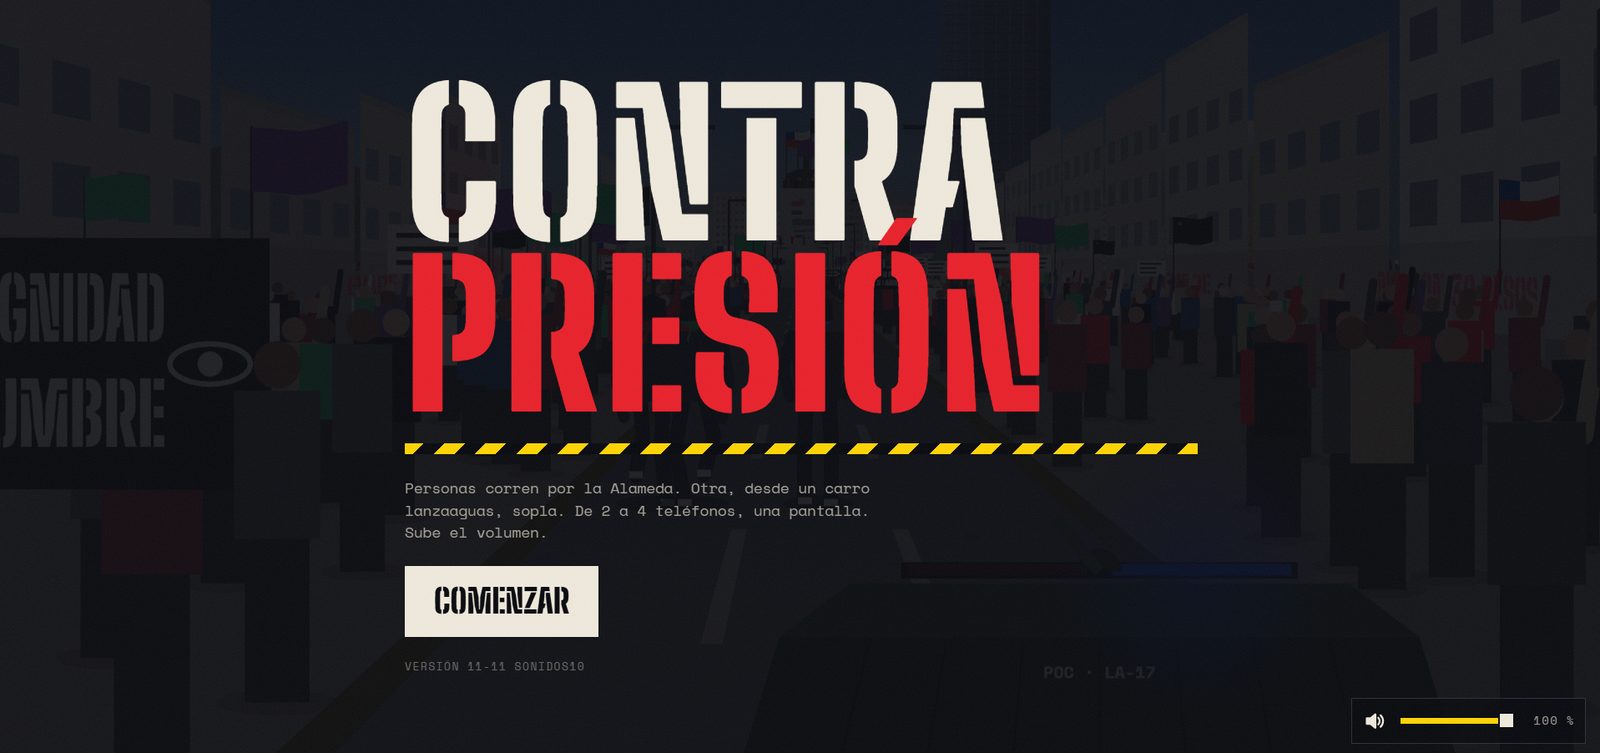 CONTRA
PRESIÓN
GNIDAD
UMBRE
Personas corren por la Alameda. Otra, desde un carro
lanzaaguas, sopla. De 2 a 4 teléfonos, una pantalla.
Sube el volumen.
COMENZAR
VERSIÓN 11-11 SONIDOS10
POC · LA-17
100 %